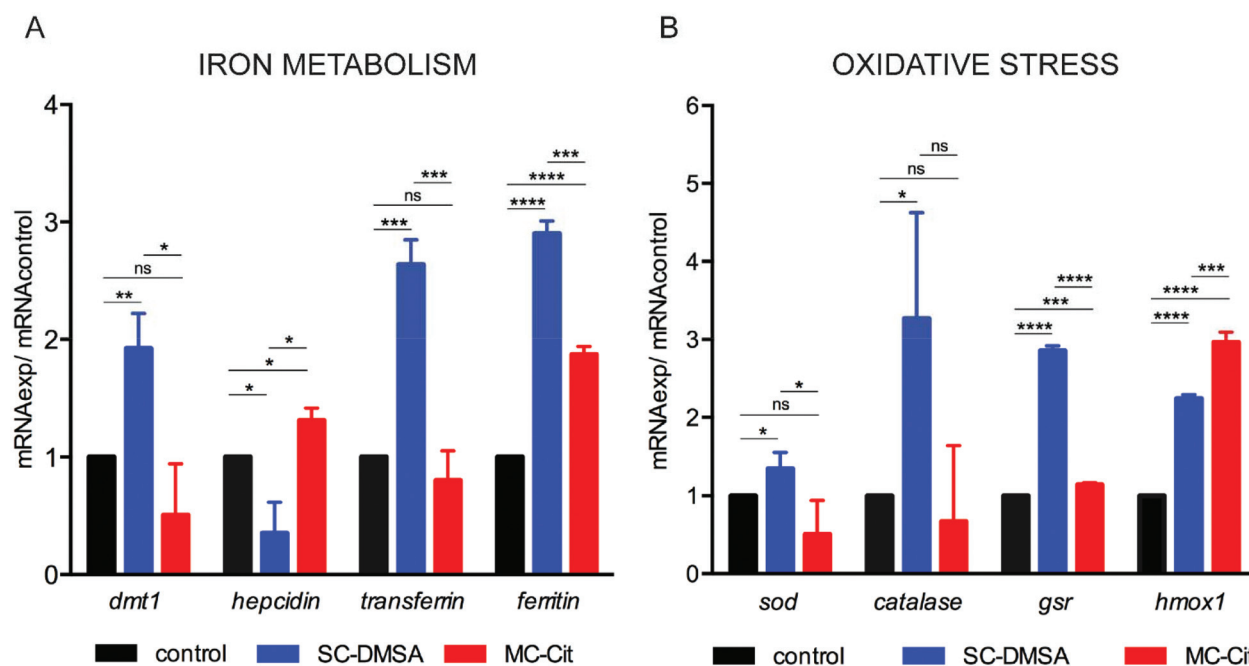 A
IRON METABOLISM
mRNAexp/ mRNAcontrol
4
3
2
1
0
ns
**
*
*
*
*
***
ns
***
***
****
****
dmt1 hepcidin transferrin ferritin
control SC-DMSA MC-Cit
B
OXIDATIVE STRESS
mRNAexp/ mRNAcontrol
6
5
4
3
2
1
0
*
ns
*
ns
ns
*
****
***
****
***
****
****
sod catalase gsr hmox1
control SC-DMSA MC-Cit